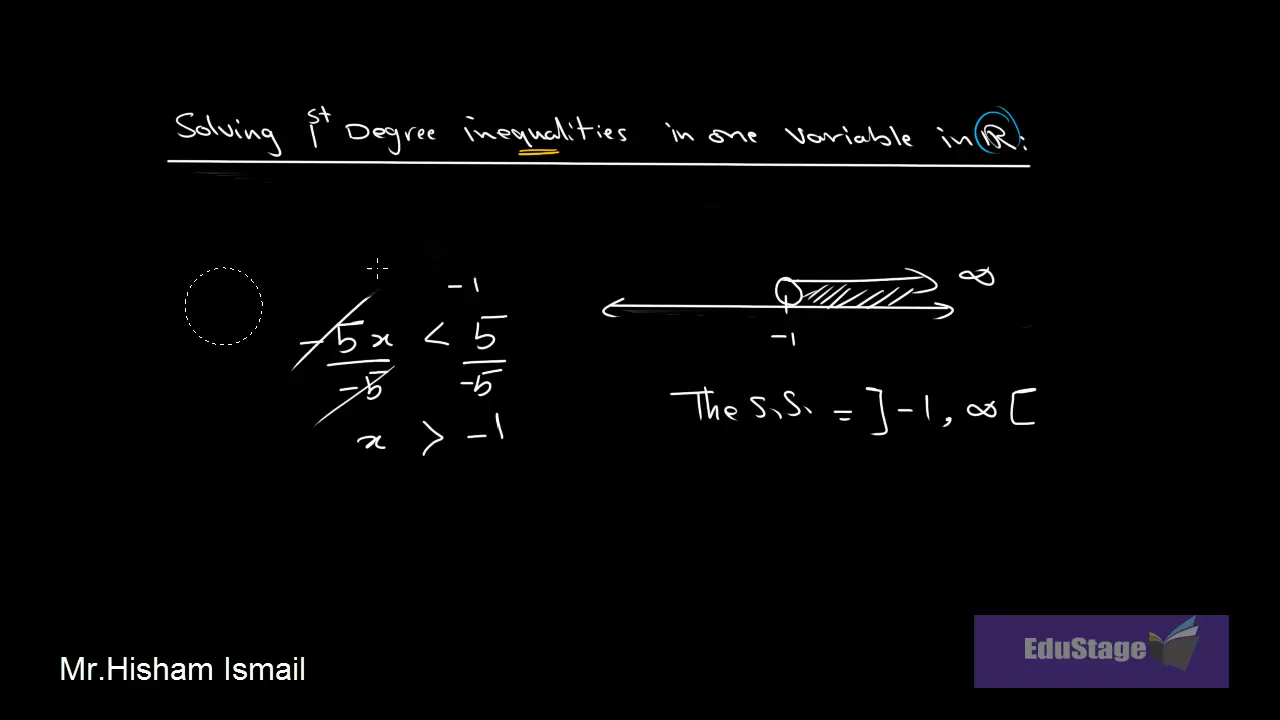 Solving 1st Degree inequalities in one variable in ℝ:
-1
-5x < 5
-5 -5
x > -1
∞
-1
The S.S. = ]-1, ∞[
Mr.Hisham Ismail
EduStage